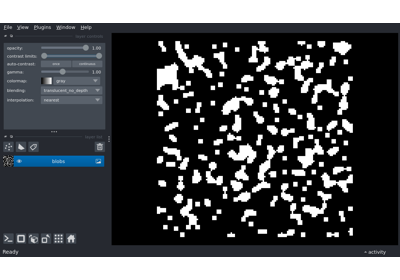 File View Plugins Window Help
opacity: 1.00
contrast limits:
auto-contrast: once continuous
gamma: 1.00
colormap: gray
blending: translucent_no_depth
interpolation: nearest
blobs
Ready
activity